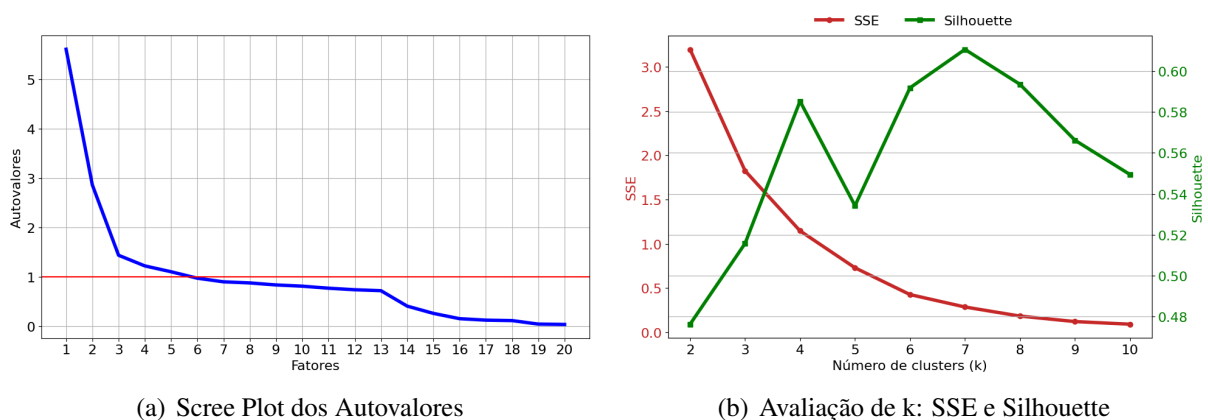 SSE Silhouette
5
4
3
2
1
0
Autovalores
1 2 3 4 5 6 7 8 9 10 11 12 13 14 15 16 17 18 19 20
Fatores
(a) Scree Plot dos Autovalores
3.0
2.5
2.0
1.5
1.0
0.5
0.0
SSE
0.60
0.58
0.56
0.54
0.52
0.50
0.48
Silhouette
2 3 4 5 6 7 8 9 10
Número de clusters (k)
(b) Avaliação de k: SSE e Silhouette